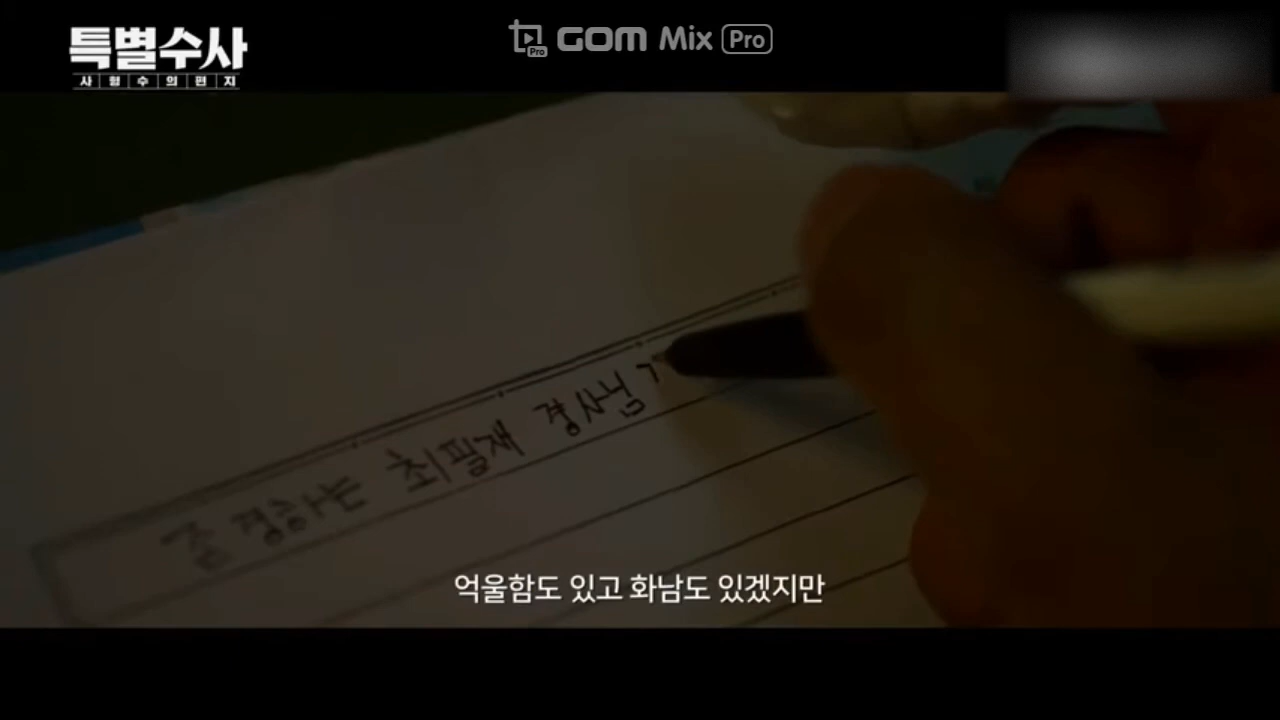 특별수사
사형수의편지
GOM Mix Pro
Pro
존경하는 최필재 경사님
억울함도 있고 화남도 있겠지만